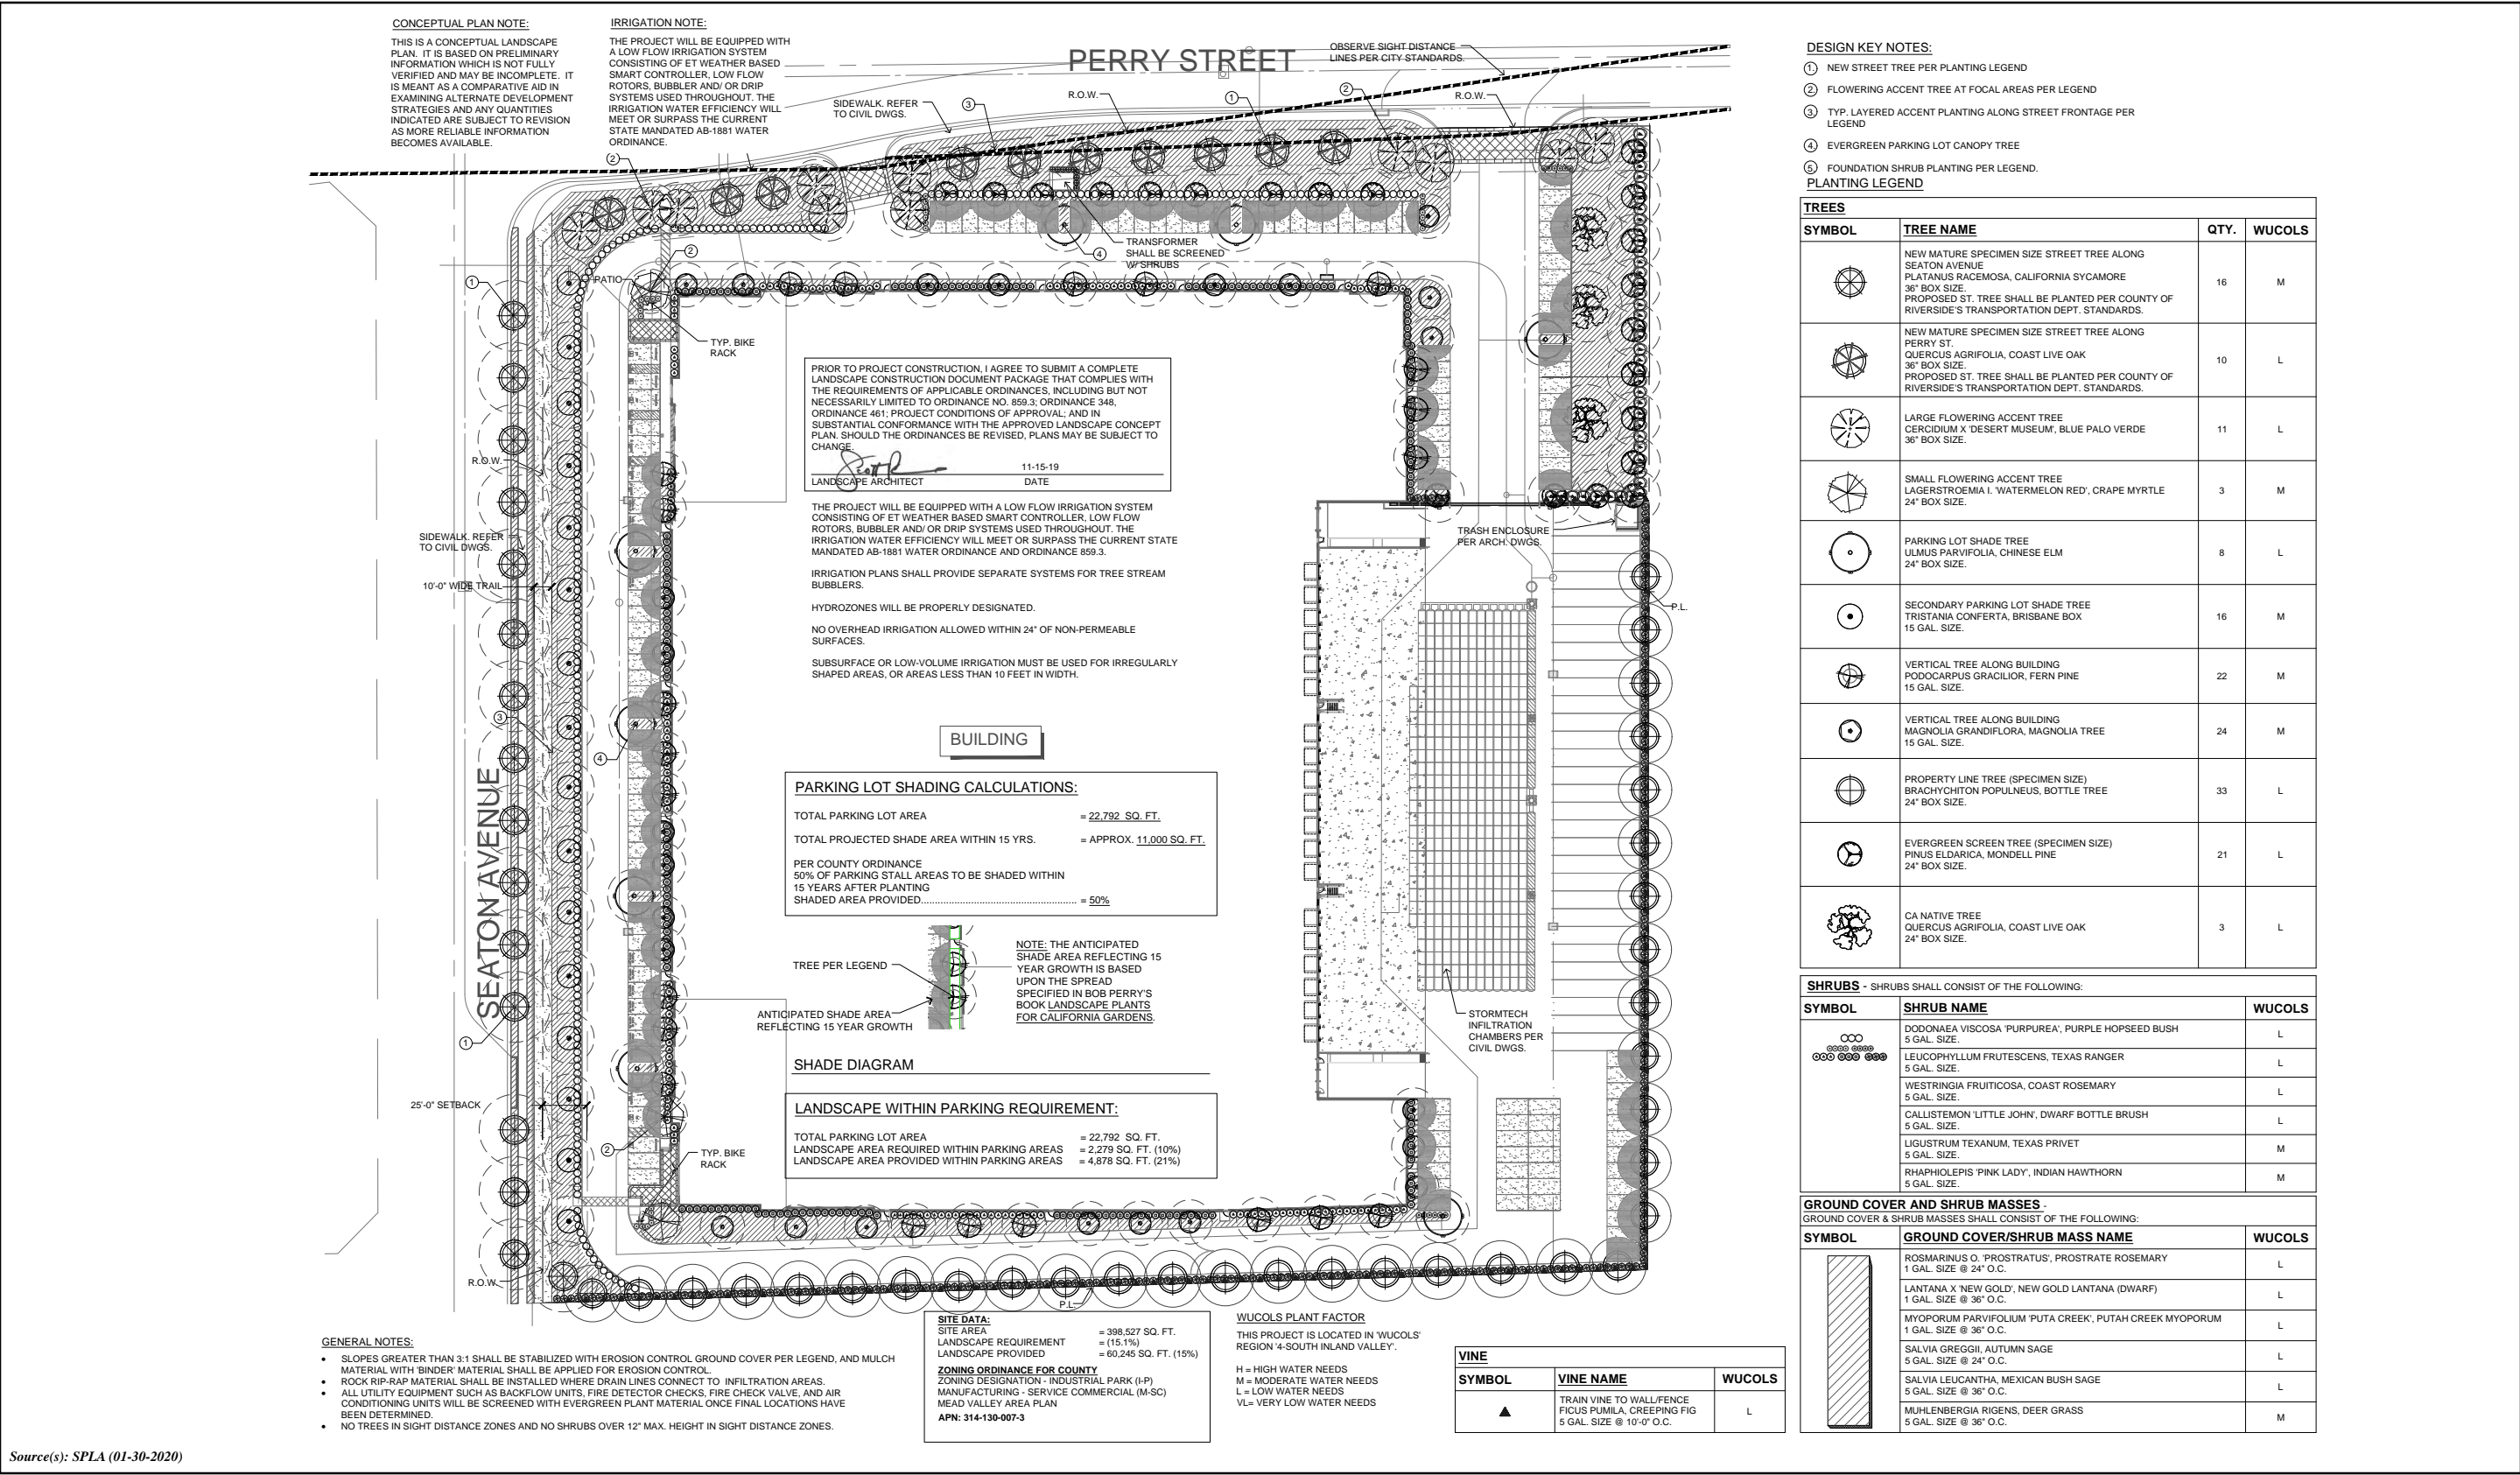 CONCEPTUAL PLAN NOTE:
THIS IS A CONCEPTUAL LANDSCAPE
PLAN. IT IS BASED ON PRELIMINARY
INFORMATION WHICH IS NOT FULLY
VERIFIED AND MAY BE INCOMPLETE. IT
IS MEANT AS A COMPARATIVE AID IN
EXAMINING ALTERNATE DEVELOPMENT
STRATEGIES AND ANY QUANTITIES
INDICATED ARE SUBJECT TO REVISION
AS MORE RELIABLE INFORMATION
BECOMES AVAILABLE.
IRRIGATION NOTE:
THE PROJECT WILL BE EQUIPPED WITH
A LOW FLOW IRRIGATION SYSTEM
CONSISTING OF ET WEATHER BASED
SMART CONTROLLER, LOW FLOW
ROTORS, BUBBLER AND/ OR DRIP
SYSTEMS USED THROUGHOUT. THE
IRRIGATION WATER EFFICIENCY WILL
MEET OR SURPASS THE CURRENT
STATE MANDATED AB-1881 WATER
ORDINANCE.
PERRY STREET
OBSERVE SIGHT DISTANCE
LINES PER CITY STANDARDS.
SIDEWALK. REFER
TO CIVIL DWGS.
3
R.O.W.
1
2
R.O.W.
2
TRANSFORMER
SHALL BE SCREENED
W/ SHRUBS
4
2
PATIO
1
TYP. BIKE
RACK
PRIOR TO PROJECT CONSTRUCTION, I AGREE TO SUBMIT A COMPLETE
LANDSCAPE CONSTRUCTION DOCUMENT PACKAGE THAT COMPLIES WITH
THE REQUIREMENTS OF APPLICABLE ORDINANCES, INCLUDING BUT NOT
NECESSARILY LIMITED TO ORDINANCE NO. 859.3; ORDINANCE 348,
ORDINANCE 461; PROJECT CONDITIONS OF APPROVAL; AND IN
SUBSTANTIAL CONFORMANCE WITH THE APPROVED LANDSCAPE CONCEPT
PLAN. SHOULD THE ORDINANCES BE REVISED, PLANS MAY BE SUBJECT TO
CHANGE.
11-15-19
LANDSCAPE ARCHITECT DATE
THE PROJECT WILL BE EQUIPPED WITH A LOW FLOW IRRIGATION SYSTEM
CONSISTING OF ET WEATHER BASED SMART CONTROLLER, LOW FLOW
ROTORS, BUBBLER AND/ OR DRIP SYSTEMS USED THROUGHOUT. THE
IRRIGATION WATER EFFICIENCY WILL MEET OR SURPASS THE CURRENT STATE
MANDATED AB-1881 WATER ORDINANCE AND ORDINANCE 859.3.
IRRIGATION PLANS SHALL PROVIDE SEPARATE SYSTEMS FOR TREE STREAM
BUBBLERS.
HYDROZONES WILL BE PROPERLY DESIGNATED.
NO OVERHEAD IRRIGATION ALLOWED WITHIN 24" OF NON-PERMEABLE
SURFACES.
SUBSURFACE OR LOW-VOLUME IRRIGATION MUST BE USED FOR IRREGULARLY
SHAPED AREAS, OR AREAS LESS THAN 10 FEET IN WIDTH.
R.O.W.
SIDEWALK. REFER
TO CIVIL DWGS.
10'-0" WIDE TRAIL
TRASH ENCLOSURE
PER ARCH. DWGS.
P.L.
3
4
SEATON AVENUE
BUILDING
PARKING LOT SHADING CALCULATIONS:
TOTAL PARKING LOT AREA = 22,792 SQ. FT.
TOTAL PROJECTED SHADE AREA WITHIN 15 YRS. = APPROX. 11,000 SQ. FT.
PER COUNTY ORDINANCE
50% OF PARKING STALL AREAS TO BE SHADED WITHIN
15 YEARS AFTER PLANTING
SHADED AREA PROVIDED.................................................... = 50%
TREE PER LEGEND
ANTICIPATED SHADE AREA
REFLECTING 15 YEAR GROWTH
NOTE: THE ANTICIPATED
SHADE AREA REFLECTING 15
YEAR GROWTH IS BASED
UPON THE SPREAD
SPECIFIED IN BOB PERRY'S
BOOK LANDSCAPE PLANTS
FOR CALIFORNIA GARDENS.
SHADE DIAGRAM
STORMTECH
INFILTRATION
CHAMBERS PER
CIVIL DWGS.
1
25'-0" SETBACK
2
TYP. BIKE
RACK
LANDSCAPE WITHIN PARKING REQUIREMENT:
TOTAL PARKING LOT AREA = 22,792 SQ. FT.
LANDSCAPE AREA REQUIRED WITHIN PARKING AREAS = 2,279 SQ. FT. (10%)
LANDSCAPE AREA PROVIDED WITHIN PARKING AREAS = 4,878 SQ. FT. (21%)
R.O.W.
P.L.
GENERAL NOTES:
• SLOPES GREATER THAN 3:1 SHALL BE STABILIZED WITH EROSION CONTROL GROUND COVER PER LEGEND, AND MULCH
MATERIAL WITH 'BINDER' MATERIAL SHALL BE APPLIED FOR EROSION CONTROL.
• ROCK RIP-RAP MATERIAL SHALL BE INSTALLED WHERE DRAIN LINES CONNECT TO INFILTRATION AREAS.
• ALL UTILITY EQUIPMENT SUCH AS BACKFLOW UNITS, FIRE DETECTOR CHECKS, FIRE CHECK VALVE, AND AIR
CONDITIONING UNITS WILL BE SCREENED WITH EVERGREEN PLANT MATERIAL ONCE FINAL LOCATIONS HAVE
BEEN DETERMINED.
• NO TREES IN SIGHT DISTANCE ZONES AND NO SHRUBS OVER 12" MAX. HEIGHT IN SIGHT DISTANCE ZONES.
SITE DATA:
SITE AREA = 398,527 SQ. FT.
LANDSCAPE REQUIREMENT = (15.1%)
LANDSCAPE PROVIDED = 60,245 SQ. FT. (15%)
ZONING ORDINANCE FOR COUNTY
ZONING DESIGNATION - INDUSTRIAL PARK (I-P)
MANUFACTURING - SERVICE COMMERCIAL (M-SC)
MEAD VALLEY AREA PLAN
APN: 314-130-007-3
WUCOLS PLANT FACTOR
THIS PROJECT IS LOCATED IN 'WUCOLS'
REGION '4-SOUTH INLAND VALLEY'.
H = HIGH WATER NEEDS
M = MODERATE WATER NEEDS
L = LOW WATER NEEDS
VL= VERY LOW WATER NEEDS
VINE
SYMBOL VINE NAME WUCOLS
TRAIN VINE TO WALL/FENCE
FICUS PUMILA, CREEPING FIG L
5 GAL. SIZE @ 10'-0" O.C.
DESIGN KEY NOTES:
1. NEW STREET TREE PER PLANTING LEGEND
2. FLOWERING ACCENT TREE AT FOCAL AREAS PER LEGEND
3. TYP. LAYERED ACCENT PLANTING ALONG STREET FRONTAGE PER
LEGEND
4. EVERGREEN PARKING LOT CANOPY TREE
5. FOUNDATION SHRUB PLANTING PER LEGEND.
PLANTING LEGEND
TREES
SYMBOL TREE NAME QTY. WUCOLS
NEW MATURE SPECIMEN SIZE STREET TREE ALONG
SEATON AVENUE
PLATANUS RACEMOSA, CALIFORNIA SYCAMORE
36" BOX SIZE. 16 M
PROPOSED ST. TREE SHALL BE PLANTED PER COUNTY OF
RIVERSIDE'S TRANSPORTATION DEPT. STANDARDS.
NEW MATURE SPECIMEN SIZE STREET TREE ALONG
PERRY ST.
QUERCUS AGRIFOLIA, COAST LIVE OAK
36" BOX SIZE. 10 L
PROPOSED ST. TREE SHALL BE PLANTED PER COUNTY OF
RIVERSIDE'S TRANSPORTATION DEPT. STANDARDS.
LARGE FLOWERING ACCENT TREE
CERCIDIUM X 'DESERT MUSEUM', BLUE PALO VERDE 11 L
36" BOX SIZE.
SMALL FLOWERING ACCENT TREE
LAGERSTROEMIA I. 'WATERMELON RED', CRAPE MYRTLE 3 M
24" BOX SIZE.
PARKING LOT SHADE TREE
ULMUS PARVIFOLIA, CHINESE ELM 8 L
24" BOX SIZE.
SECONDARY PARKING LOT SHADE TREE
TRISTANIA CONFERTA, BRISBANE BOX 16 M
15 GAL. SIZE.
VERTICAL TREE ALONG BUILDING
PODOCARPUS GRACILIOR, FERN PINE 22 M
15 GAL. SIZE.
VERTICAL TREE ALONG BUILDING
MAGNOLIA GRANDIFLORA, MAGNOLIA TREE 24 M
15 GAL. SIZE.
PROPERTY LINE TREE (SPECIMEN SIZE)
BRACHYCHITON POPULNEUS, BOTTLE TREE 33 L
24" BOX SIZE.
EVERGREEN SCREEN TREE (SPECIMEN SIZE)
PINUS ELDARICA, MONDELL PINE 21 L
24" BOX SIZE.
CA NATIVE TREE
QUERCUS AGRIFOLIA, COAST LIVE OAK 3 L
24" BOX SIZE.
SHRUBS - SHRUBS SHALL CONSIST OF THE FOLLOWING:
SYMBOL SHRUB NAME WUCOLS
DODONAEA VISCOSA 'PURPUREA', PURPLE HOPSEED BUSH L
5 GAL. SIZE.
LEUCOPHYLLUM FRUTESCENS, TEXAS RANGER L
5 GAL. SIZE.
WESTRINGIA FRUITICOSA, COAST ROSEMARY L
5 GAL. SIZE.
CALLISTEMON 'LITTLE JOHN', DWARF BOTTLE BRUSH L
5 GAL. SIZE.
LIGUSTRUM TEXANUM, TEXAS PRIVET M
5 GAL. SIZE.
RHAPHIOLEPIS 'PINK LADY', INDIAN HAWTHORN M
5 GAL. SIZE.
GROUND COVER AND SHRUB MASSES -
GROUND COVER & SHRUB MASSES SHALL CONSIST OF THE FOLLOWING:
SYMBOL GROUND COVER/SHRUB MASS NAME WUCOLS
ROSMARINUS O. 'PROSTRATUS', PROSTRATE ROSEMARY L
1 GAL. SIZE @ 24" O.C.
LANTANA X 'NEW GOLD', NEW GOLD LANTANA (DWARF) L
1 GAL. SIZE @ 36" O.C.
MYOPORUM PARVIFOLIUM 'PUTA CREEK', PUTAH CREEK MYOPORUM L
1 GAL. SIZE @ 36" O.C.
SALVIA GREGGII, AUTUMN SAGE L
5 GAL. SIZE @ 24" O.C.
SALVIA LEUCANTHA, MEXICAN BUSH SAGE L
5 GAL. SIZE @ 36" O.C.
MUHLENBERGIA RIGENS, DEER GRASS M
5 GAL. SIZE @ 36" O.C.
Source(s): SPLA (01-30-2020)